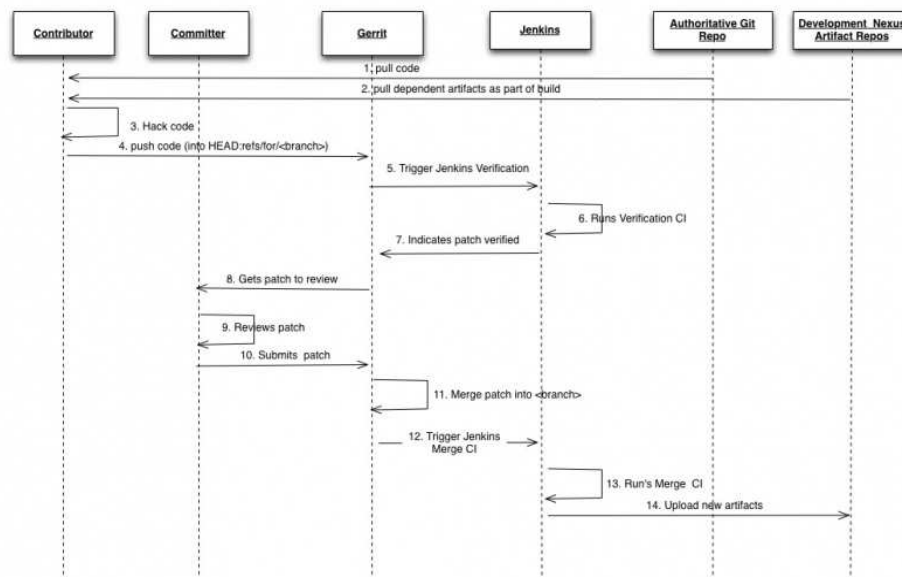 Contributor
Committer
Gerrit
Jenkins
Authoritative Git
Repo
Development Nexus
Artifact Repos
1. pull code
2. pull dependent artifacts as part of build
3. Hack code
4. push code (into HEAD:refs/for/<branch>)
5. Trigger Jenkins Verification
6. Runs Verification CI
7. Indicates patch verified
8. Gets patch to review
9. Reviews patch
10. Submits patch
11. Merge patch into <branch>
12. Trigger Jenkins
Merge CI
13. Run's Merge CI
14. Upload new artifacts